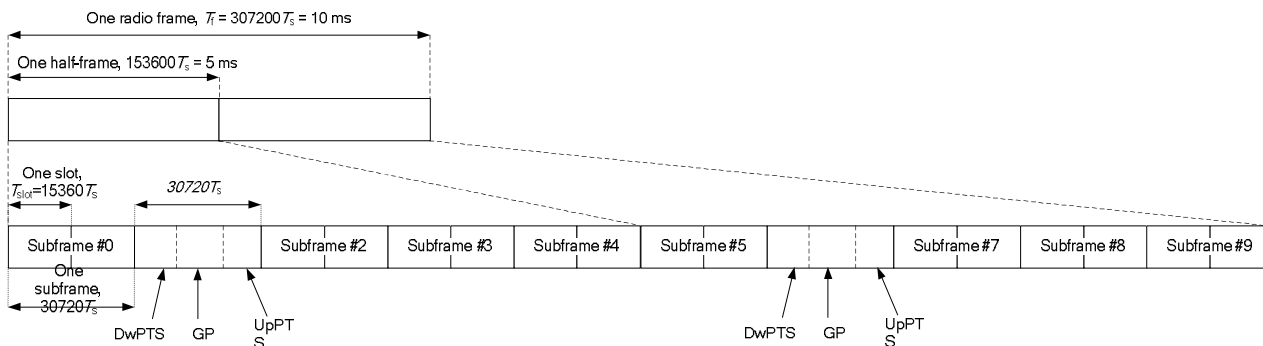 One radio frame, Tf = 307200Ts = 10 ms
One half-frame, 153600Ts = 5 ms
One slot,
Tslot=15360Ts
30720Ts
Subframe #0
Subframe #2
Subframe #3
Subframe #4
Subframe #5
Subframe #7
Subframe #8
Subframe #9
One
subframe,
30720Ts
DwPTS
GP
UpPT
S
DwPTS
GP
UpPT
S